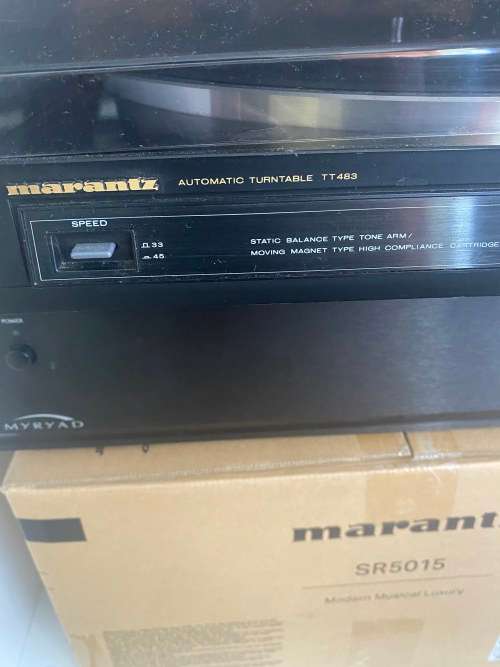 marantz AUTOMATIC TURNTABLE TT483
SPEED
33
45
STATIC BALANCE TYPE TONE ARM /
MOVING MAGNET TYPE HIGH COMPLIANCE CARTRIDGE
POWER
MYRYAD
marantz
SR5015
Modern Musical Luxury